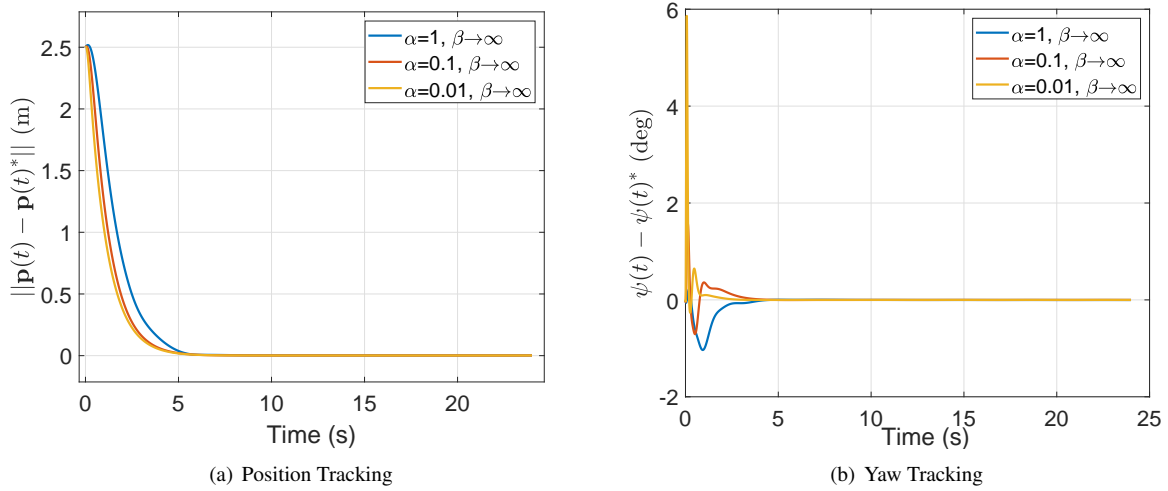 2.5
2
1.5
1
0.5
0
0 5 10 15 20
||p(t) − p(t)*|| (m)
Time (s)
α=1, β→∞
α=0.1, β→∞
α=0.01, β→∞
(a) Position Tracking
6
4
2
0
-2
0 5 10 15 20 25
ψ(t) − ψ(t)* (deg)
Time (s)
α=1, β→∞
α=0.1, β→∞
α=0.01, β→∞
(b) Yaw Tracking